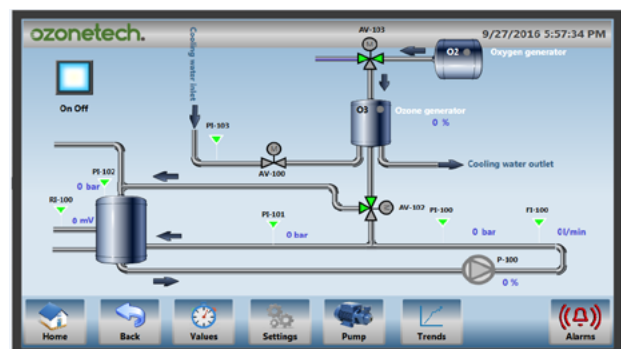 ozonetech.
AV-103
9/27/2016 5:57:34 PM
Cooling water inlet
O2
Oxygen generator
On Off
M
O3
Ozone generator
0 %
PI-103
M
AV-100
Cooling water outlet
PI-102
0 bar
RI-100
0 mV
PI-101
0 bar
AV-102
PI-100
0 bar
FI-100
0 l/min
P-100
0 %
Home
Back
Values
Settings
Pump
Trends
Alarms